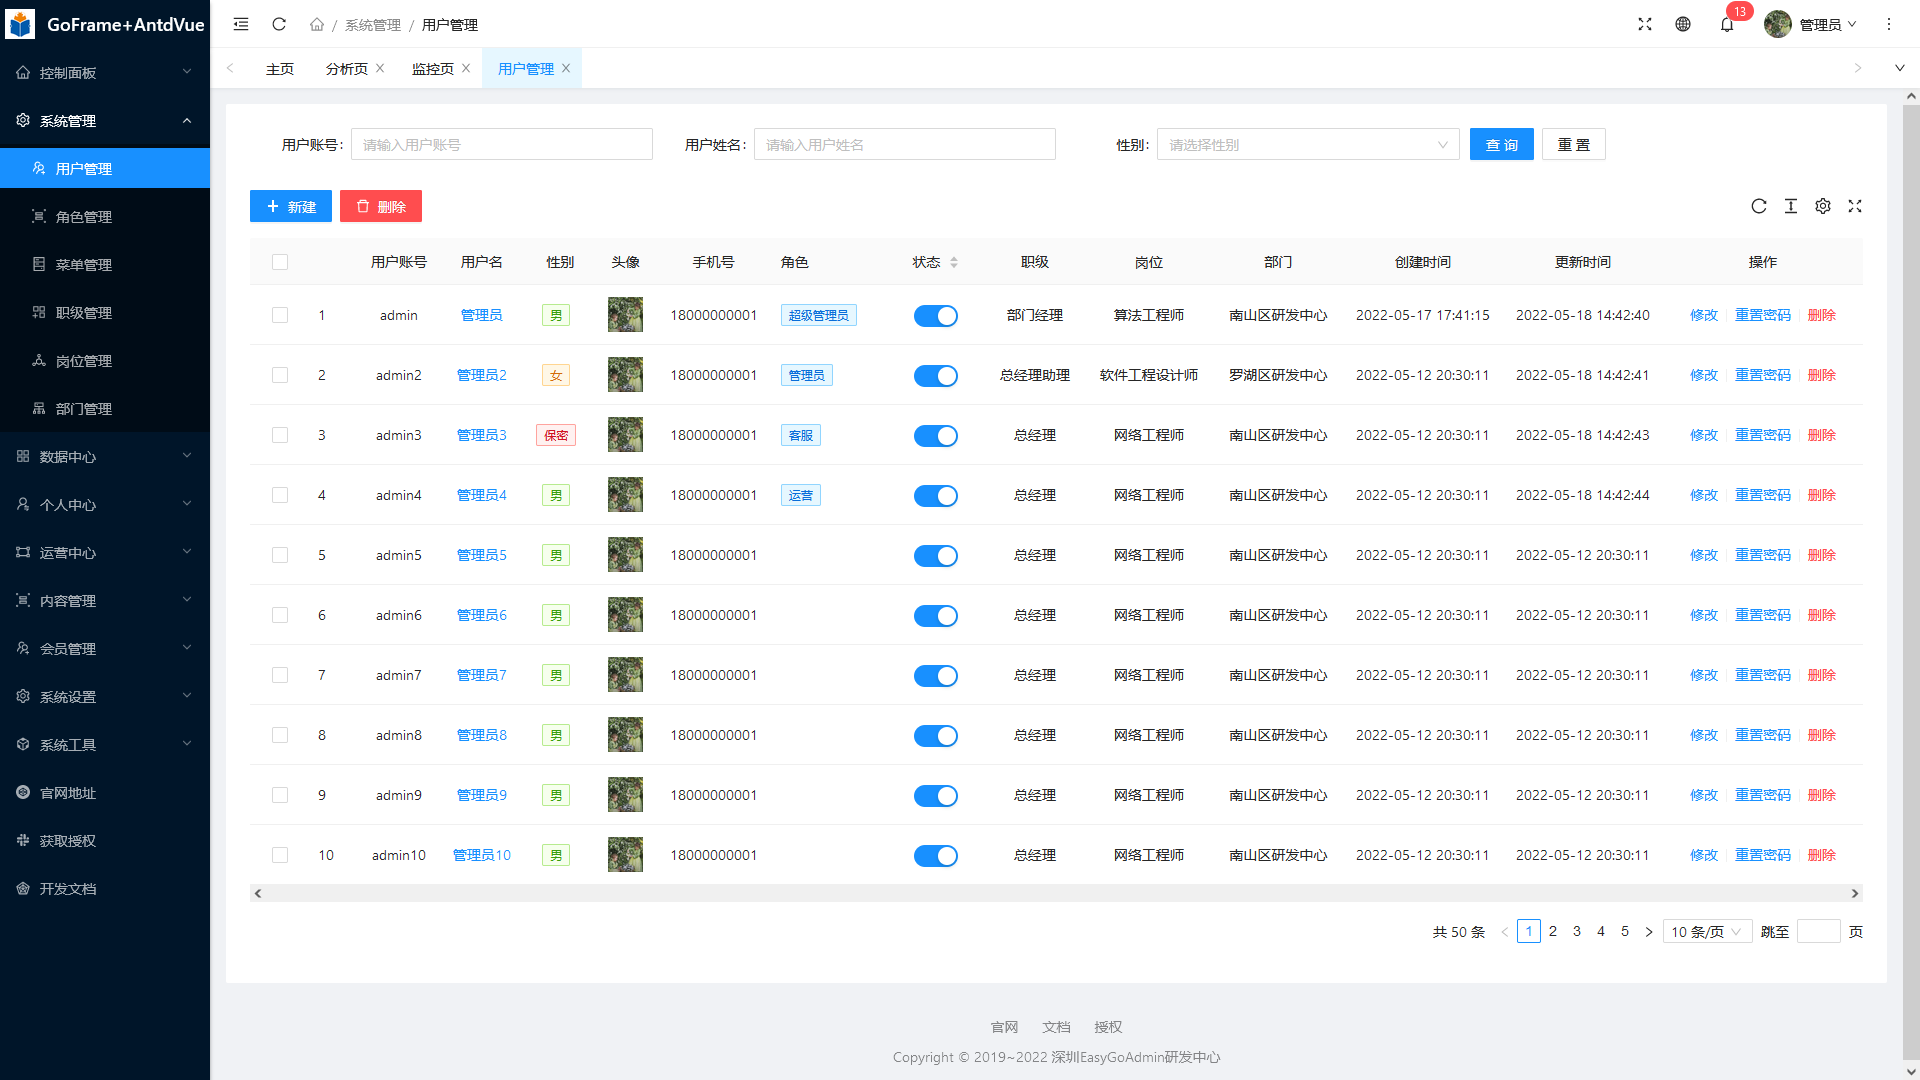 GoFrame+AntdVue
控制面板
系统管理
用户管理
角色管理
菜单管理
职级管理
岗位管理
部门管理
数据中心
个人中心
运营中心
内容管理
会员管理
系统设置
系统工具
官网地址
获取授权
开发文档
/ 系统管理 / 用户管理
13
管理员
主页 分析页 监控页 用户管理
用户账号: 请输入用户账号 用户姓名: 请输入用户姓名 性别: 请选择性别 查 询 重 置
新建 删除
用户账号 用户名 性别 头像 手机号 角色 状态 职级 岗位 部门 创建时间 更新时间 操作
1 admin 管理员 男 18000000001 超级管理员 部门经理 算法工程师 南山区研发中心 2022-05-17 17:41:15 2022-05-18 14:42:40 修改 重置密码 删除
2 admin2 管理员2 女 18000000001 管理员 总经理助理 软件工程设计师 罗湖区研发中心 2022-05-12 20:30:11 2022-05-18 14:42:41 修改 重置密码 删除
3 admin3 管理员3 保密 18000000001 客服 总经理 网络工程师 南山区研发中心 2022-05-12 20:30:11 2022-05-18 14:42:43 修改 重置密码 删除
4 admin4 管理员4 男 18000000001 运营 总经理 网络工程师 南山区研发中心 2022-05-12 20:30:11 2022-05-18 14:42:44 修改 重置密码 删除
5 admin5 管理员5 男 18000000001 总经理 网络工程师 南山区研发中心 2022-05-12 20:30:11 2022-05-12 20:30:11 修改 重置密码 删除
6 admin6 管理员6 男 18000000001 总经理 网络工程师 南山区研发中心 2022-05-12 20:30:11 2022-05-12 20:30:11 修改 重置密码 删除
7 admin7 管理员7 男 18000000001 总经理 网络工程师 南山区研发中心 2022-05-12 20:30:11 2022-05-12 20:30:11 修改 重置密码 删除
8 admin8 管理员8 男 18000000001 总经理 网络工程师 南山区研发中心 2022-05-12 20:30:11 2022-05-12 20:30:11 修改 重置密码 删除
9 admin9 管理员9 男 18000000001 总经理 网络工程师 南山区研发中心 2022-05-12 20:30:11 2022-05-12 20:30:11 修改 重置密码 删除
10 admin10 管理员10 男 18000000001 总经理 网络工程师 南山区研发中心 2022-05-12 20:30:11 2022-05-12 20:30:11 修改 重置密码 删除
共 50 条 1 2 3 4 5 10 条/页 跳至 页
官网 文档 授权
Copyright © 2019~2022 深圳EasyGoAdmin研发中心